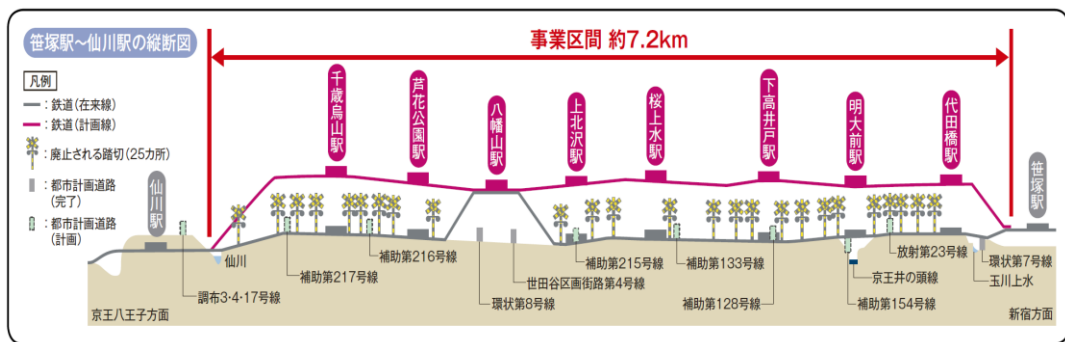 笹塚駅〜仙川駅の縦断図
事業区間 約7.2km
凡例
：鉄道（在来線）
：鉄道（計画線）
：廃止される踏切（25カ所）
：都市計画道路
（完了）
：都市計画道路
（計画）
仙川駅
千歳烏山駅
芦花公園駅
八幡山駅
上北沢駅
桜上水駅
下高井戸駅
明大前駅
代田橋駅
笹塚駅
仙川
調布3・4・17号線
補助第217号線
補助第216号線
環状第8号線
世田谷区画街路第4号線
補助第215号線
補助第133号線
補助第128号線
補助第154号線
京王井の頭線
放射第23号線
玉川上水
環状第7号線
京王八王子方面
新宿方面